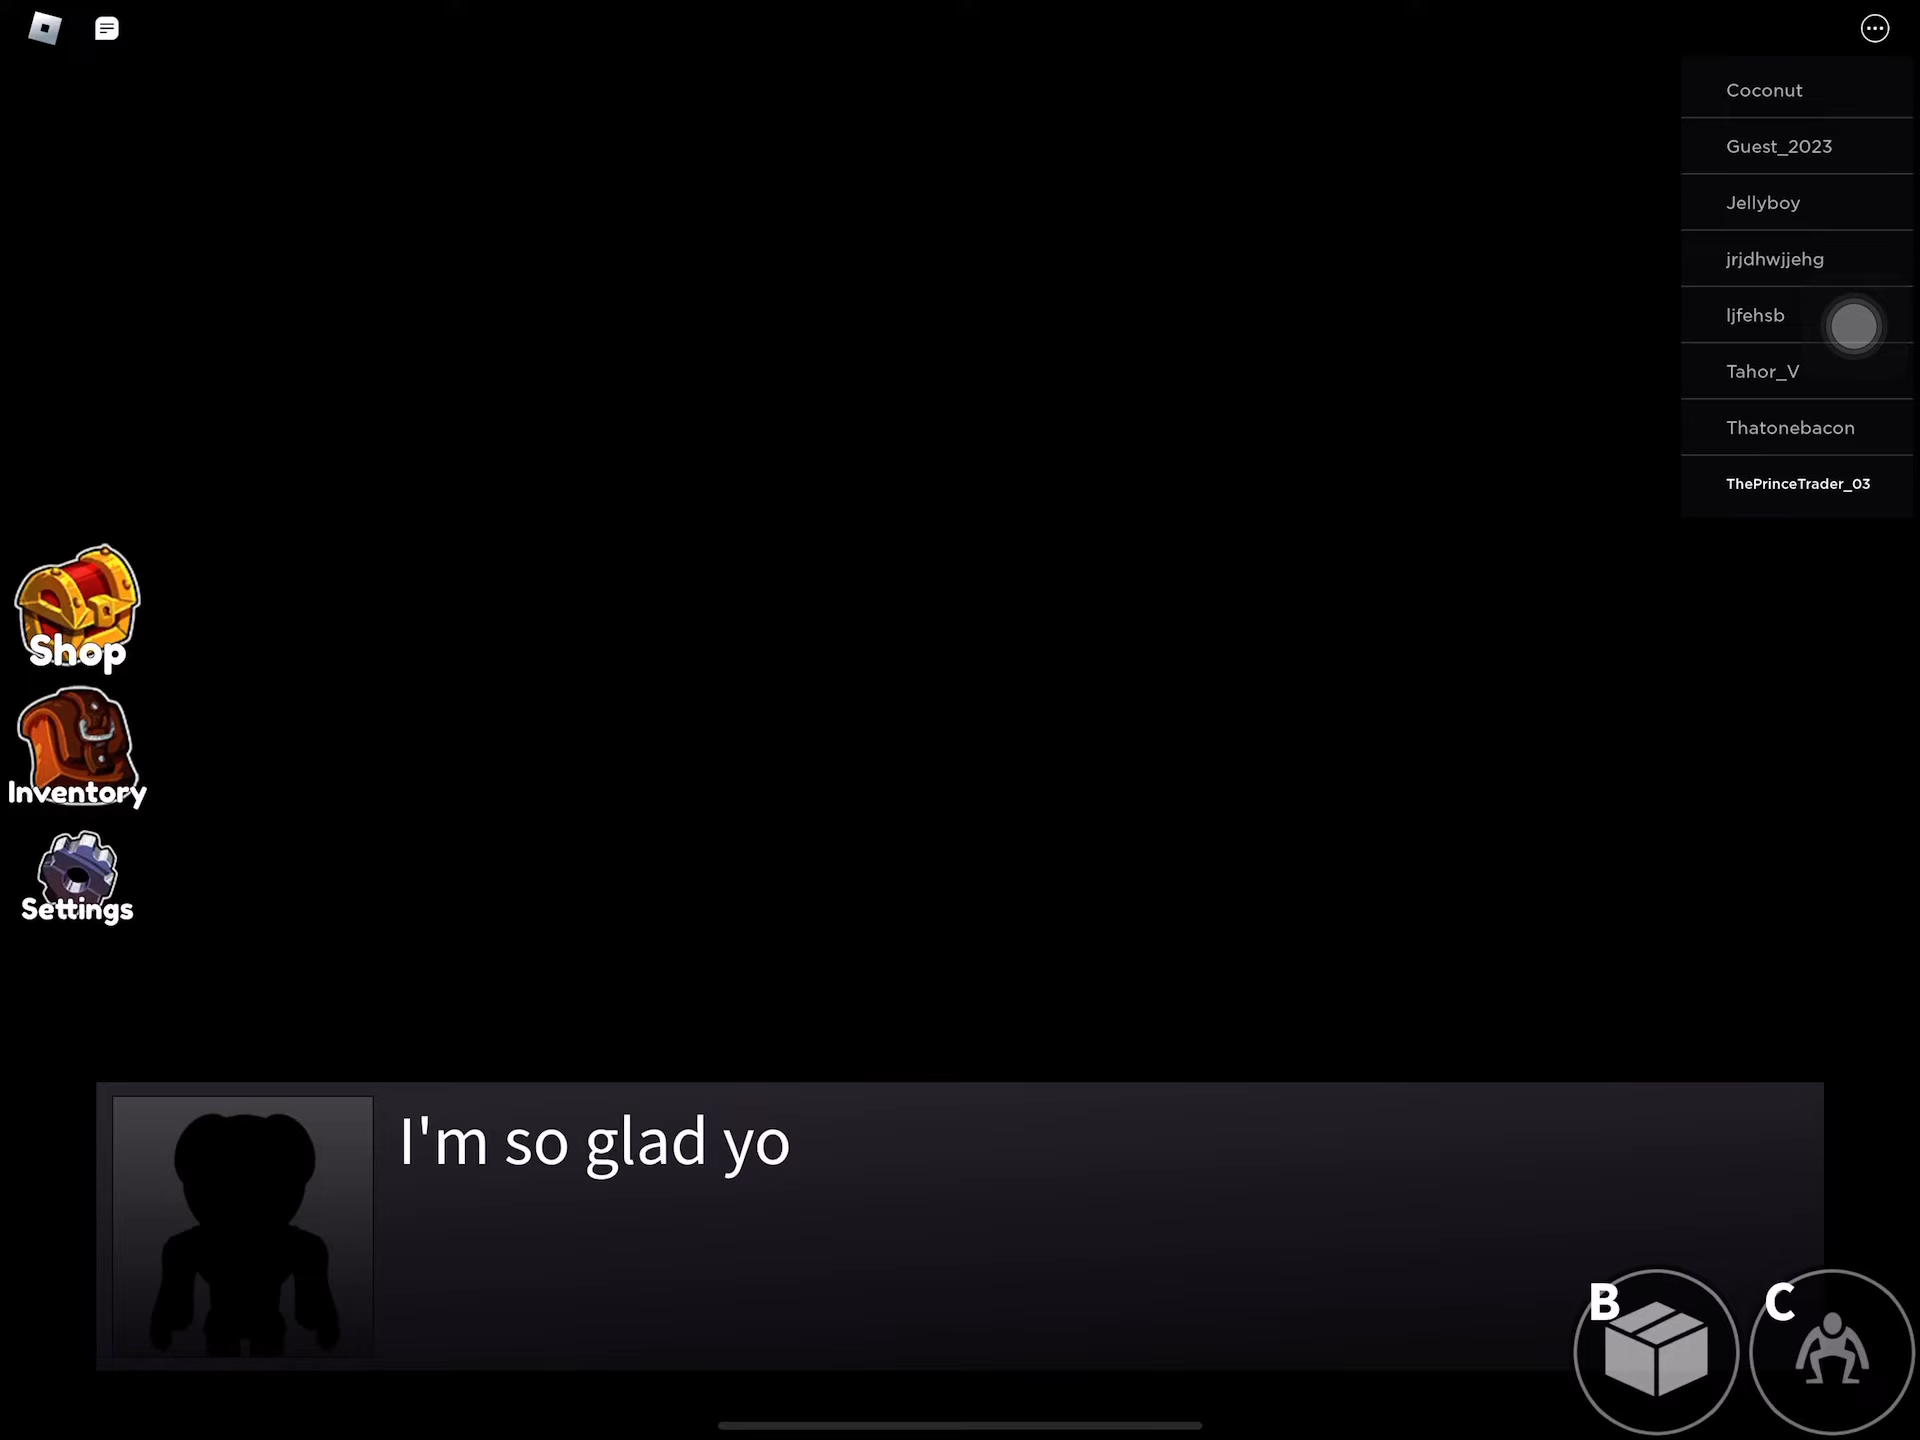 Coconut
Guest_2023
Jellyboy
jrjdhwjjehg
ljfehsb
Tahor_V
Thatonebacon
ThePrinceTrader_03
Shop
Inventory
Settings
I'm so glad yo
B
C